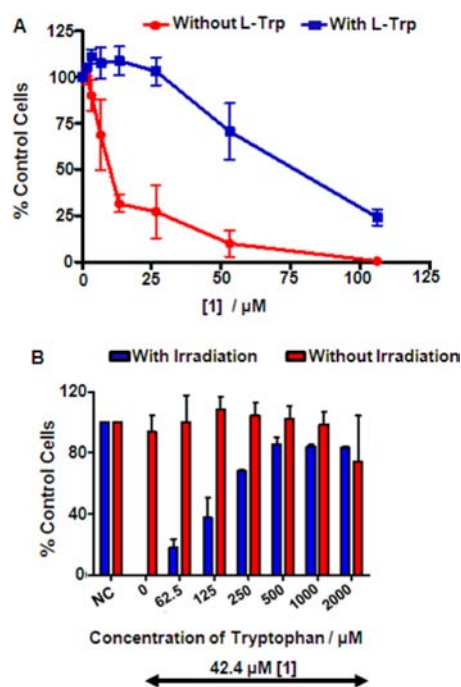 A
Without L-Trp With L-Trp
125
100
75
50
25
0
% Control Cells
0 25 50 75 100 125
[1] / µM
B
With Irradiation Without Irradiation
120
80
40
0
% Control Cells
NC 0 62.5 125 250 500 1000 2000
Concentration of Tryptophan / µM
42.4 µM [1]